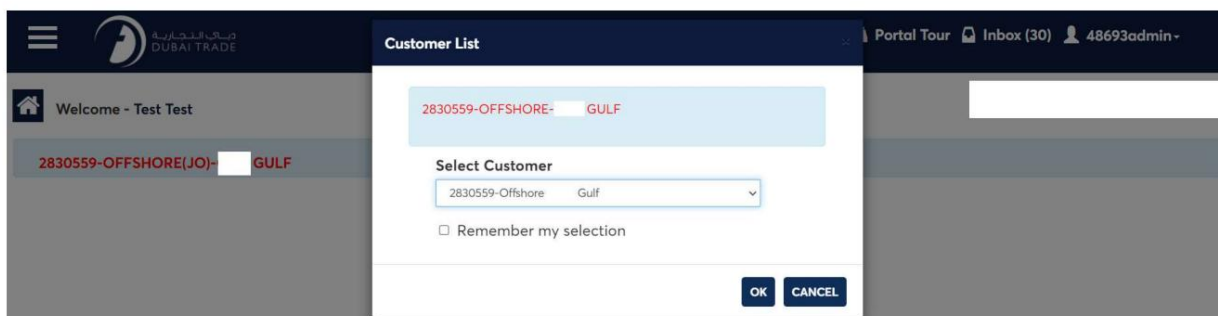 دبي التجارية
DUBAI TRADE
Portal Tour Inbox (30) 48693admin
Welcome - Test Test
2830559-OFFSHORE(JO)- GULF
Customer List
×
2830559-OFFSHORE- GULF
Select Customer
2830559-Offshore Gulf
Remember my selection
OK CANCEL